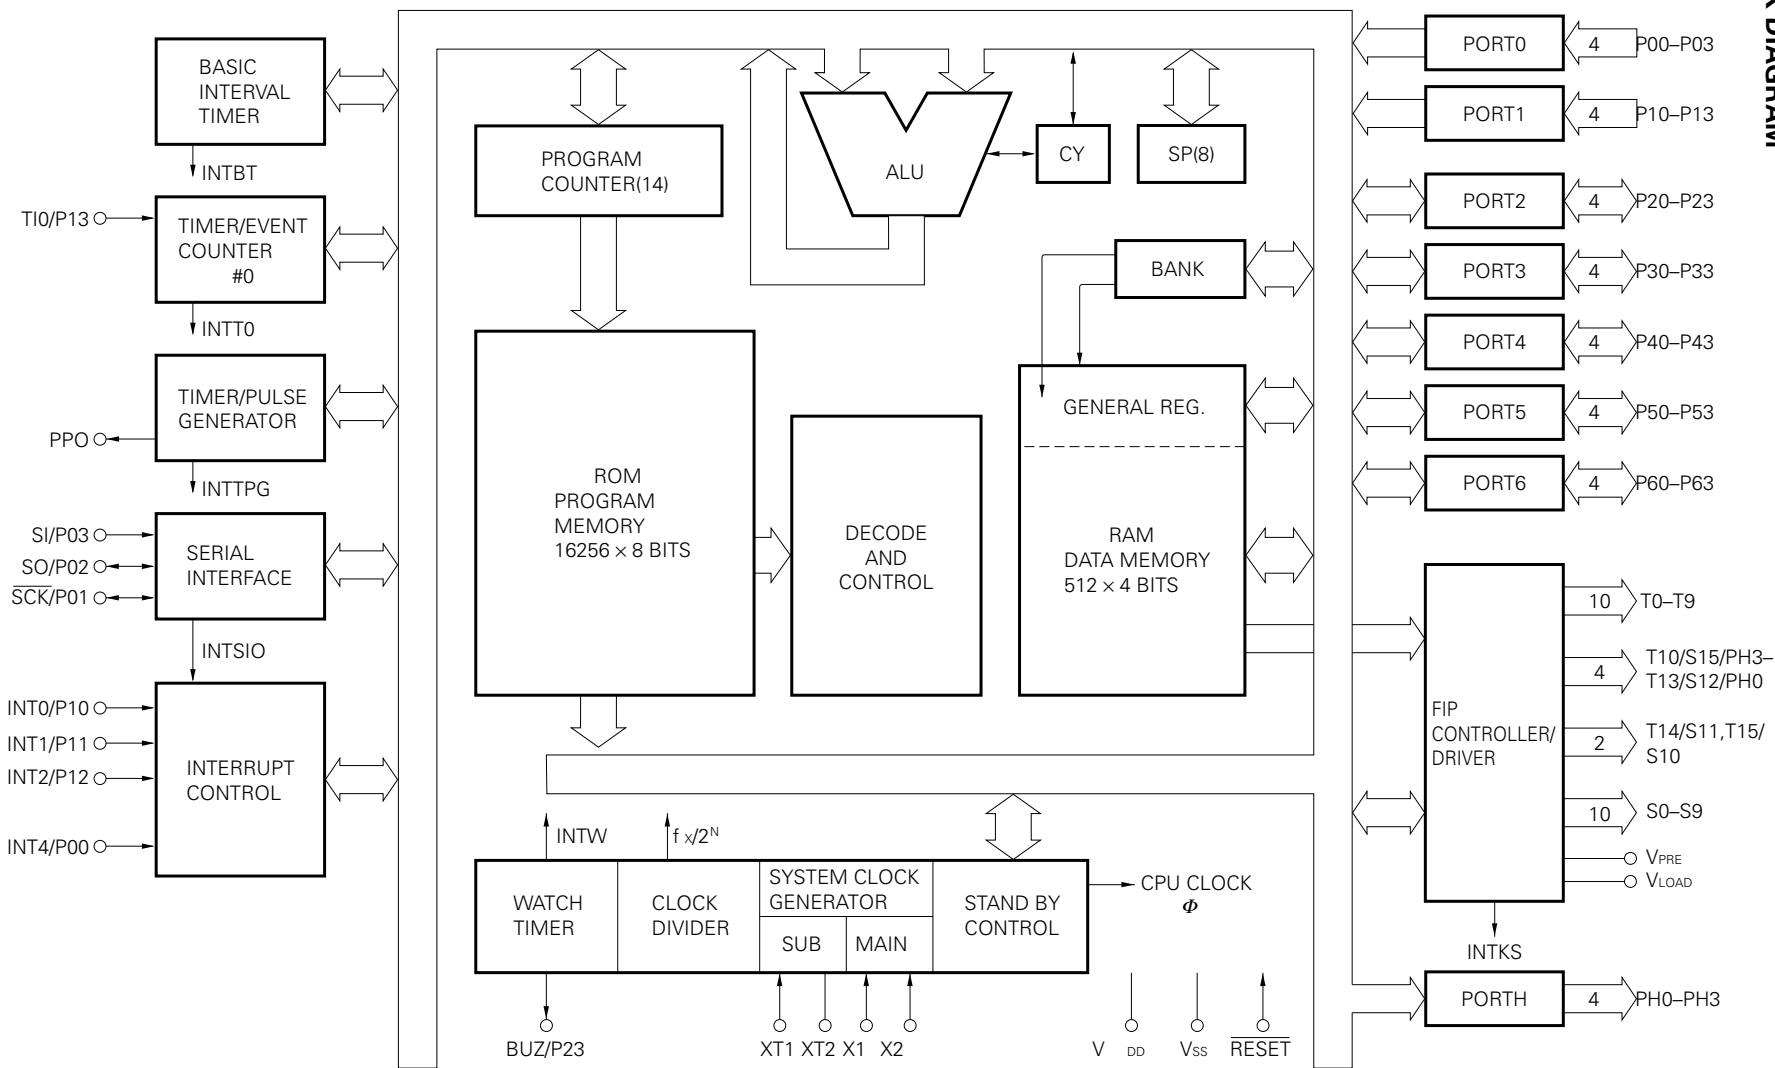 BASIC
INTERVAL
TIMER
INTBT
TI0/P13
TIMER/EVENT
COUNTER
#0
INTT0
TIMER/PULSE
GENERATOR
PPO
INTTPG
SI/P03
SO/P02
SCK/P01
SERIAL
INTERFACE
INTSIO
INT0/P10
INT1/P11
INT2/P12
INT4/P00
INTERRUPT
CONTROL
PROGRAM
COUNTER(14)
ALU
CY
SP(8)
BANK
GENERAL REG.
ROM
PROGRAM
MEMORY
16256 × 8 BITS
DECODE
AND
CONTROL
RAM
DATA MEMORY
512 × 4 BITS
INTW
f x/2N
WATCH
TIMER
CLOCK
DIVIDER
SYSTEM CLOCK
GENERATOR
SUB
MAIN
STAND BY
CONTROL
CPU CLOCK
Φ
BUZ/P23
XT1 XT2 X1 X2
V DD
VSS
RESET
PORT0 4 P00–P03
PORT1 4 P10–P13
PORT2 4 P20–P23
PORT3 4 P30–P33
PORT4 4 P40–P43
PORT5 4 P50–P53
PORT6 4 P60–P63
FIP
CONTROLLER/
DRIVER
10 T0–T9
4 T10/S15/PH3–
T13/S12/PH0
2 T14/S11,T15/
S10
10 S0–S9
VPRE
VLOAD
INTKS
PORTH 4 PH0–PH3
DIAGRAM